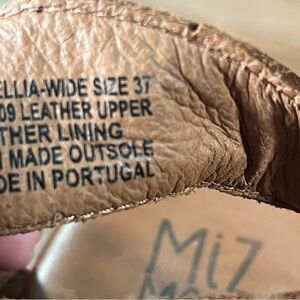 ELLIA-WIDE SIZE 37
09 LEATHER UPPER
THER LINING
MADE OUTSOLE
DE IN PORTUGAL
MiZ